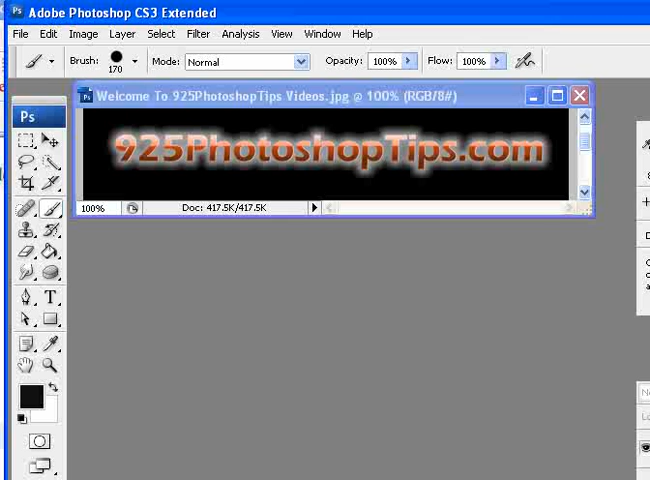 Ps Adobe Photoshop CS3 Extended
File Edit Image Layer Select Filter Analysis View Window Help
Brush: 170 Mode: Normal Opacity: 100% Flow: 100%
Ps Welcome To 925PhotoshopTips Videos.jpg @ 100% (RGB/8#)
Ps
925PhotoshopTips.com
100% Doc: 417.5K/417.5K
T